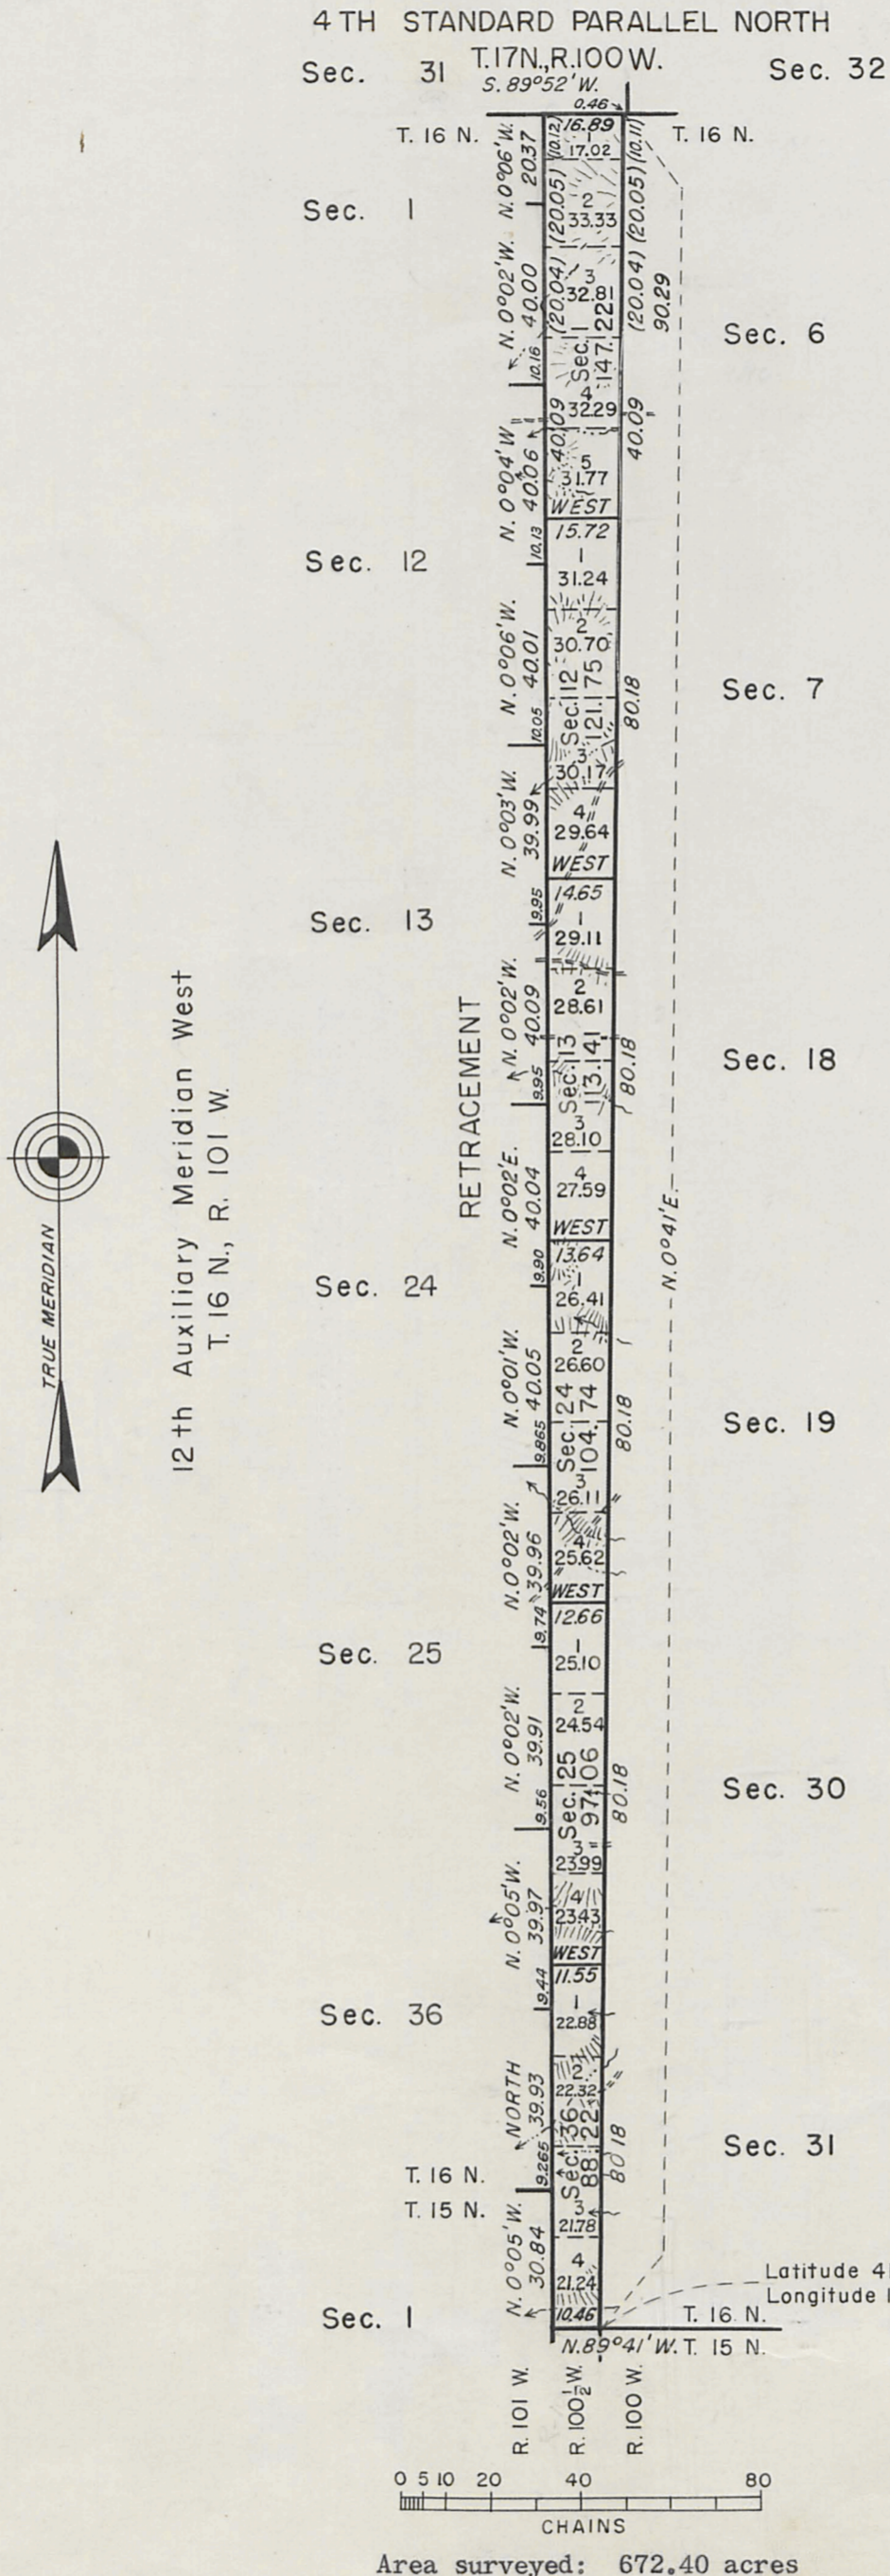 4TH STANDARD PARALLEL NORTH
T.17N.,R.100W.
Sec. 31
Sec. 32
S. 89°52'W.
0.46
T. 16 N.
T. 16 N.
N.0°06'W.
20.37
(10.12)
16.89
1
17.02
(10.11)
Sec. 1
(20.05)
2
33.33
(20.05)
N. 0°02'W.
40.00
(20.04)
3
32.81
(20.04)
90.29
Sec. 1
147.221
Sec. 6
10.16
4
32.29
40.09
40.09
N. 0°04'W
40.06
5
31.77
WEST
10.13
15.72
1
31.24
Sec. 12
N. 0°06'W.
40.01
2
30.70
Sec. 12
121.175
80.18
Sec. 7
10.05
3
30.17
N. 0°03'W.
39.99
4
29.64
WEST
9.95
14.65
1
29.11
Sec. 13
N. 0°02'W.
40.09
2
28.61
Sec. 13
113.141
80.18
Sec. 18
9.95
3
28.10
RETRACEMENT
N. 0°02'E.
40.04
4
27.59
WEST
N.0°41'E.
9.90
13.64
1
26.41
Sec. 24
TRUE MERIDIAN
12th Auxiliary Meridian West
T. 16 N., R. 101 W.
N.0°01'W.
40.05
2
26.60
Sec. 24
104.174
80.18
Sec. 19
9.865
3
26.11
N.0°02'W.
39.96
4
25.62
WEST
9.74
12.66
1
25.10
Sec. 25
N. 0°02'W.
39.91
2
24.54
Sec. 25
97.106
80.18
Sec. 30
9.56
3
23.99
N. 0°05'W.
39.97
4
23.43
WEST
9.44
11.55
1
22.88
Sec. 36
NORTH
39.93
2
22.32
Sec. 36
88.22
80 18
Sec. 31
9.265
T. 16 N.
T. 15 N.
3
21.78
N. 0°05'W.
30.84
4
21.24
10.46
Latitude 41
Longitude 1
Sec. 1
T. 16 N.
N.89°41'W. T. 15 N.
R. 101 W.
R. 100½W.
R. 100 W.
0 5 10 20 40 80
CHAINS
Area surveyed: 672.40 acres